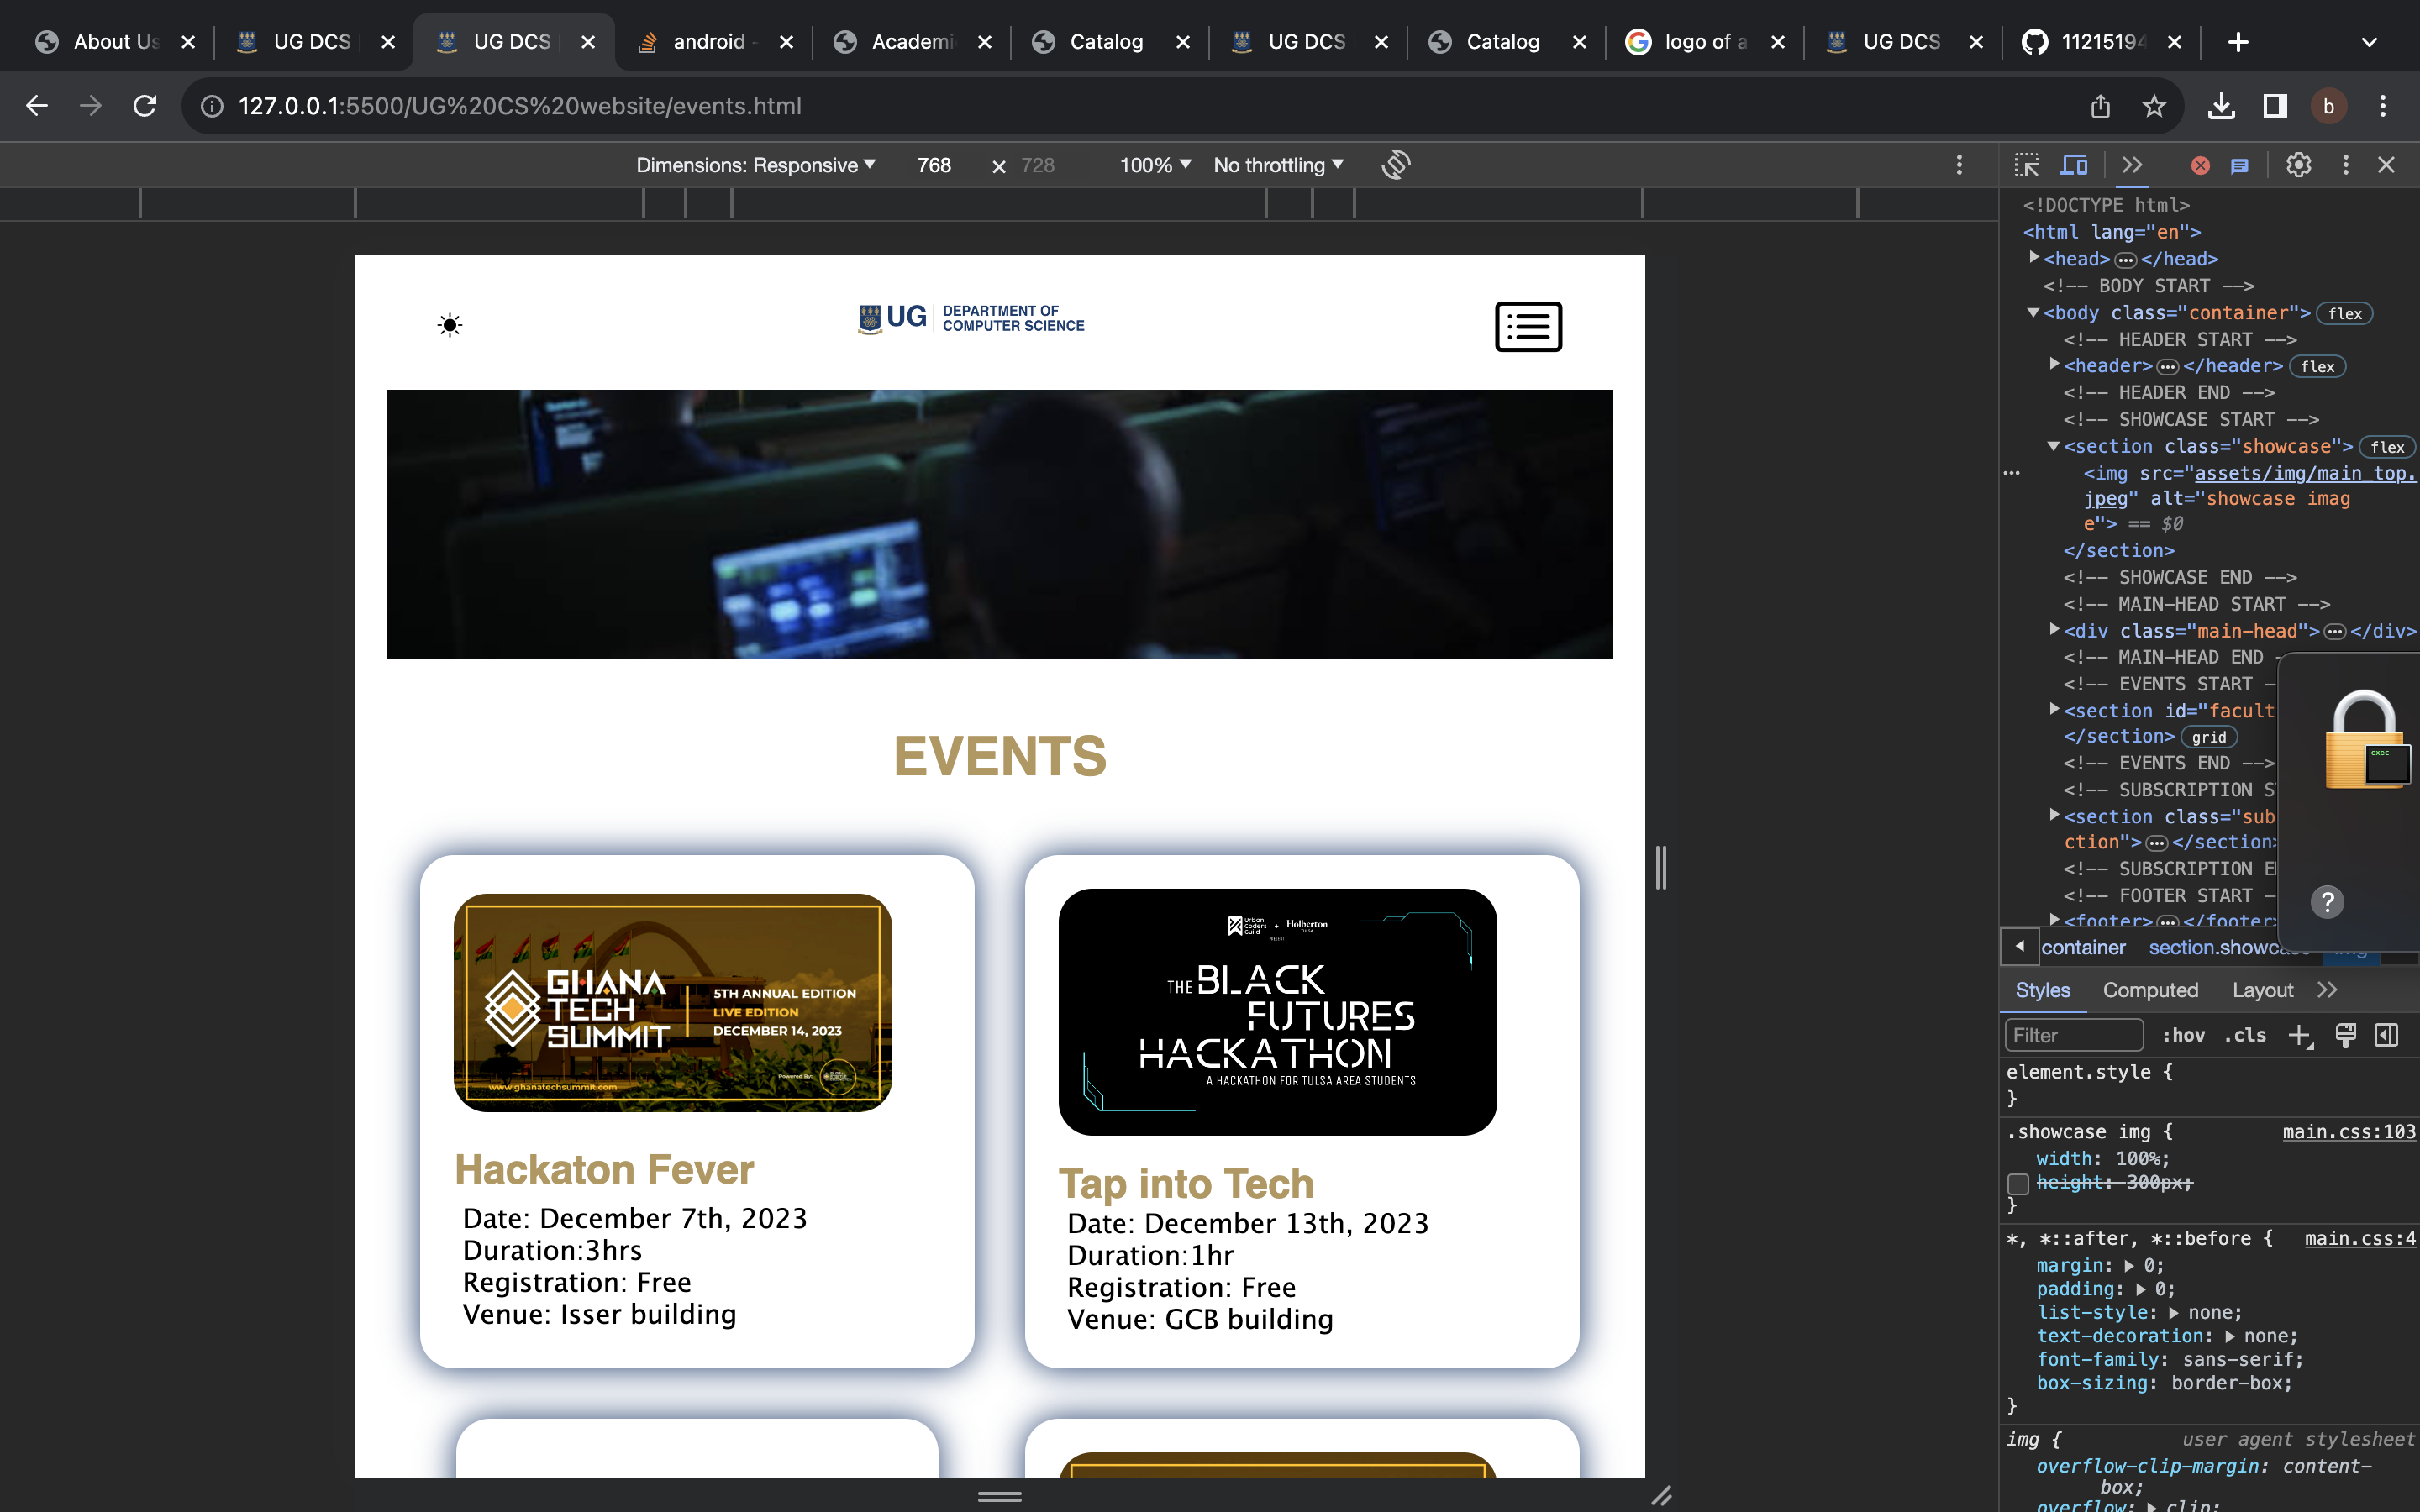 About Us
UG DCS
UG DCS
android -
Academi
Catalog
UG DCS
Catalog
logo of a
UG DCS
11215194
127.0.0.1:5500/UG%20CS%20website/events.html
b
Dimensions: Responsive
768
728
100%
No throttling
UG
DEPARTMENT OF
COMPUTER SCIENCE
EVENTS
GHANA
TECH
SUMMIT
5TH ANNUAL EDITION
LIVE EDITION
DECEMBER 14, 2023
www.ghanatechsummit.com
Powered By:
Hackaton Fever
Date: December 7th, 2023
Duration:3hrs
Registration: Free
Venue: Isser building
Urban
Coders
Guild
+
Holberton
TULSA
THE BLACK
FUTURES
HACKATHON
A HACKATHON FOR TULSA AREA STUDENTS
Tap into Tech
Date: December 13th, 2023
Duration:1hr
Registration: Free
Venue: GCB building
<!DOCTYPE html>
<html lang="en">
<head>…</head>
<!-- BODY START -->
<body class="container"> flex
<!-- HEADER START -->
<header>…</header> flex
<!-- HEADER END -->
<!-- SHOWCASE START -->
<section class="showcase"> flex
<img src="assets/img/main_top.
jpeg" alt="showcase imag
e"> == $0
</section>
<!-- SHOWCASE END -->
<!-- MAIN-HEAD START -->
<div class="main-head">…</div>
<!-- MAIN-HEAD END -
<!-- EVENTS START -
<section id="facult
</section> grid
<!-- EVENTS END -->
<!-- SUBSCRIPTION S
<section class="sub
ction">…</section>
<!-- SUBSCRIPTION E
<!-- FOOTER START -
<footer>…</footer>
exec
?
container
section.showcase
img
Styles
Computed
Layout
Filter
:hov
.cls
element.style {
}
.showcase img {
main.css:103
width: 100%;
height: 300px;
}
*, *::after, *::before {
main.css:4
margin: 0;
padding: 0;
list-style: none;
text-decoration: none;
font-family: sans-serif;
box-sizing: border-box;
}
img {
user agent stylesheet
overflow-clip-margin: content-
box;
overflow: clip;